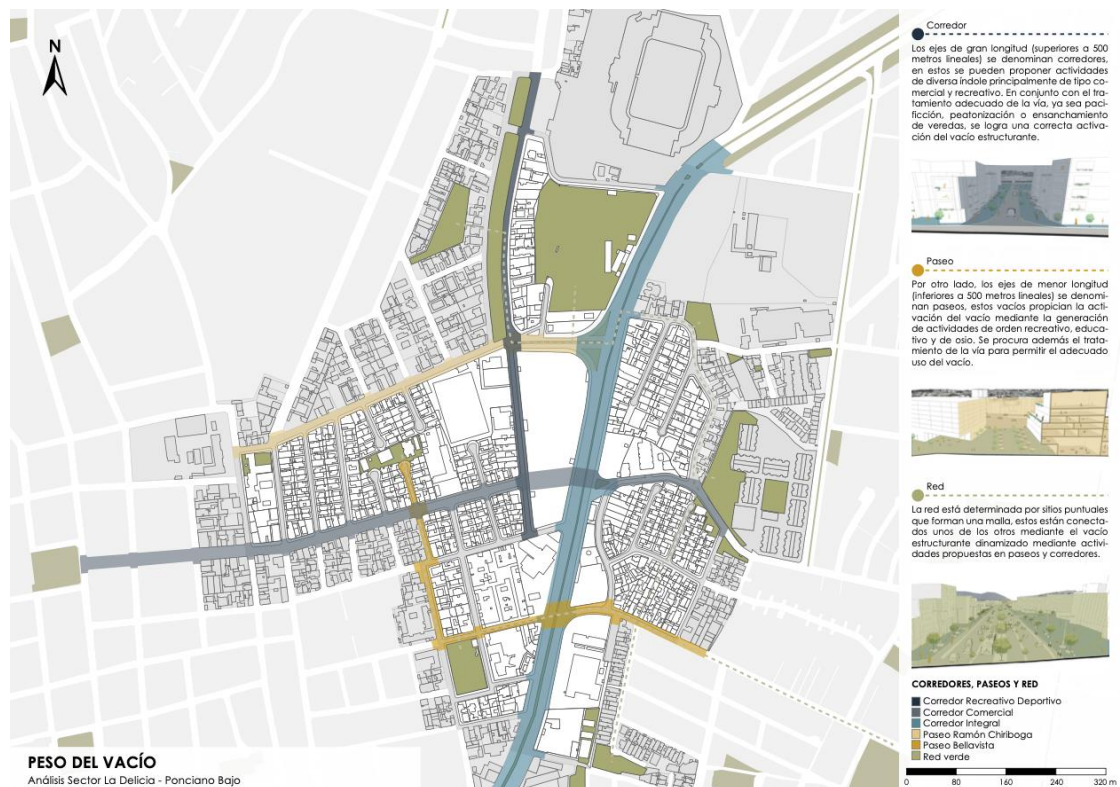 N
PESO DEL VACÍO
Análisis Sector La Delicia - Ponciano Bajo
Corredor
Los ejes de gran longitud (superiores a 500
metros lineales) se denominan corredores,
en estos se pueden proponer actividades
de diversa índole principalmente de tipo co-
mercial y recreativo. En conjunto con el tra-
tamiento adecuado de la vía, ya sea paci-
ficción, peatonización o ensanchamiento
de veredas, se logra una correcta activa-
ción del vacío estructurante.
Paseo
Por otro lado, los ejes de menor longitud
(inferiores a 500 metros lineales) se denomi-
nan paseos, estos vacíos propician la acti-
vación del vacío mediante la generación
de actividades de orden recreativo, educa-
tivo y de osio. Se procura además el trata-
miento de la vía para permitir el adecuado
uso del vacío.
Red
La red está determinada por sitios puntuales
que forman una malla, estos están conecta-
dos unos de los otros mediante el vacío
estructurante dinamizado mediante activi-
dades propuestas en paseos y corredores.
CORREDORES, PASEOS Y RED
Corredor Recreativo Deportivo
Corredor Comercial
Corredor Integral
Paseo Ramón Chiriboga
Paseo Bellavista
Red verde
0 80 160 240 320 m